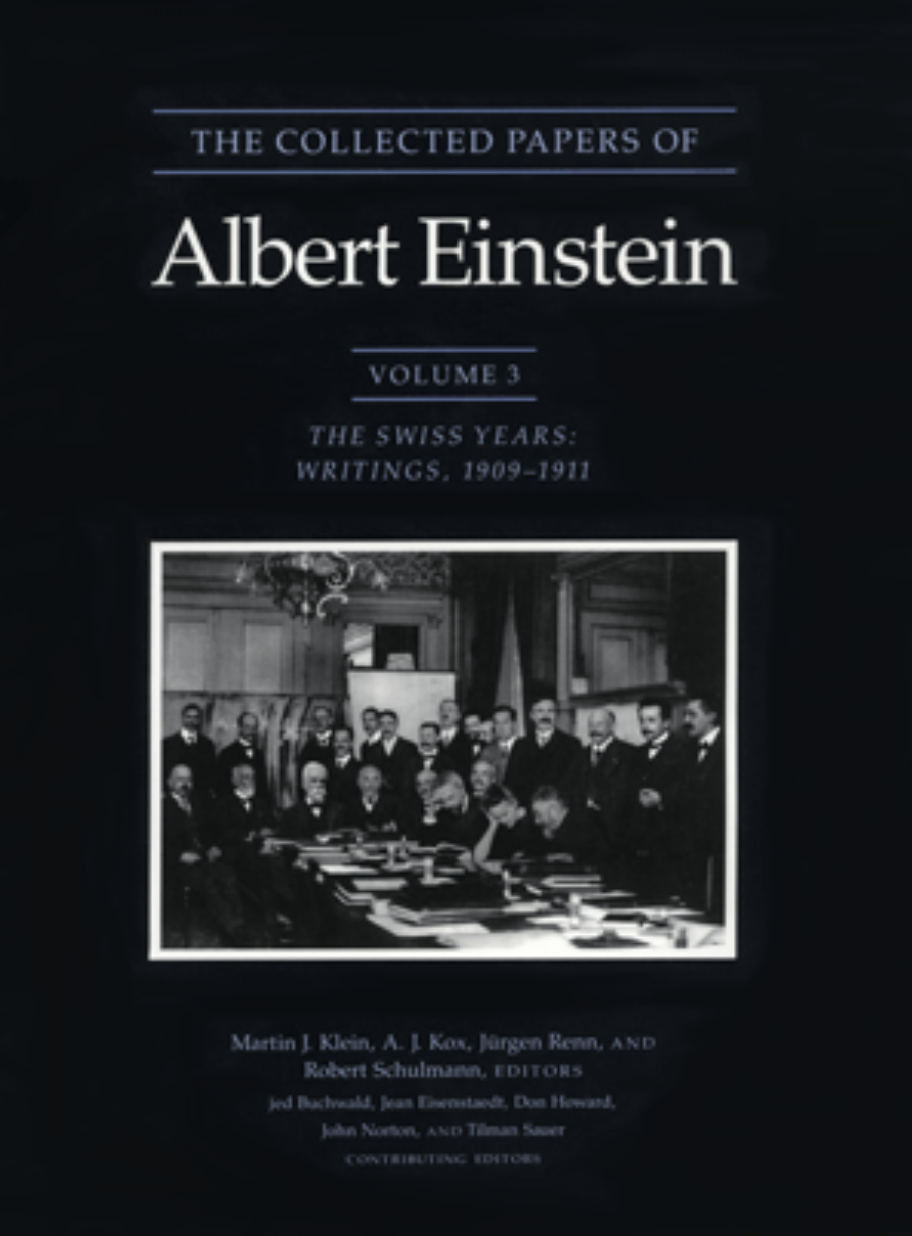 THE COLLECTED PAPERS OF
Albert Einstein
VOLUME 3
THE SWISS YEARS:
WRITINGS, 1909–1911
Martin J. Klein, A. J. Kox, Jürgen Renn, AND
Robert Schulmann, EDITORS
Jed Buchwald, Jean Eisenstaedt, Don Howard,
John Norton, AND Tilman Sauer
CONTRIBUTING EDITORS